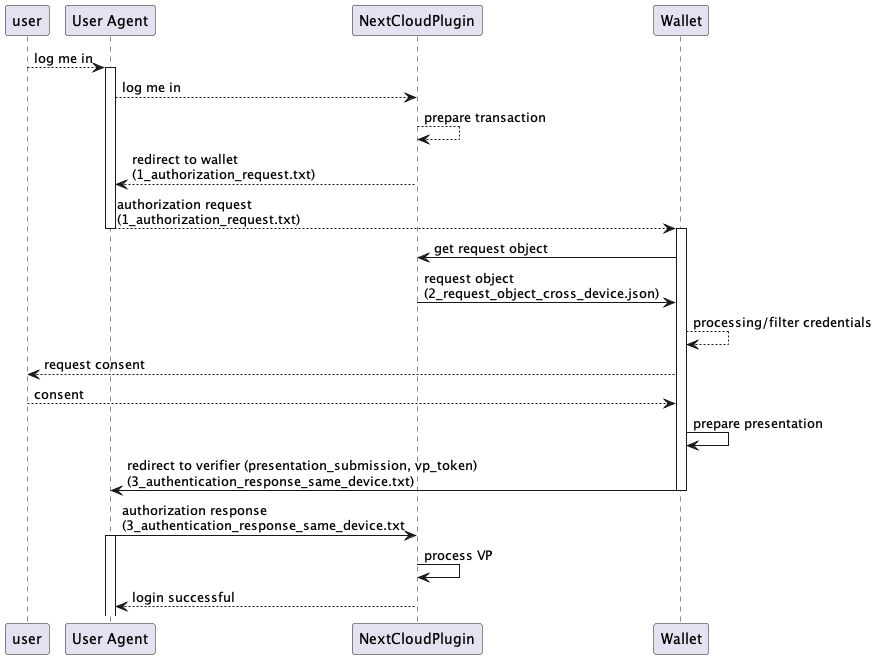 user
User Agent
NextCloudPlugin
Wallet
log me in
log me in
prepare transaction
redirect to wallet
(1_authorization_request.txt)
authorization request
(1_authorization_request.txt)
get request object
request object
(2_request_object_cross_device.json)
processing/filter credentials
request consent
consent
prepare presentation
redirect to verifier (presentation_submission, vp_token)
(3_authentication_response_same_device.txt)
authorization response
(3_authentication_response_same_device.txt
process VP
login successful
user
User Agent
NextCloudPlugin
Wallet